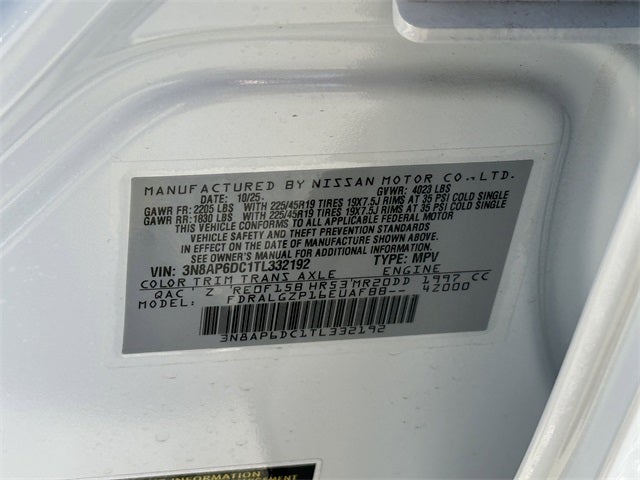 MANUFACTURED BY NISSAN MOTOR CO., LTD.
DATE: 10/25 GVWR: 4023 LBS
GAWR FR: 2205 LBS WITH 225/45R19 TIRES 19X7.5J RIMS AT 35 PSI COLD SINGLE
GAWR RR: 1830 LBS WITH 225/45R19 TIRES 19X7.5J RIMS AT 35 PSI COLD SINGLE
THIS VEHICLE CONFORMS TO ALL APPLICABLE FEDERAL MOTOR
VEHICLE SAFETY AND THEFT PREVENTION STANDARDS
IN EFFECT ON THE DATE OF MANUFACTURE SHOWN ABOVE.
SEE OWNER'S MANUAL FOR ADDITIONAL INFORMATION.
VIN: 3N8AP6DC1TL332192 TYPE: MPV
COLOR TRIM TRANS AXLE ENGINE
QAC Z RE0F15B HR53 MR20DD 1997 CC
MODEL: FDRALGZP16EUAF88-- 42000
3N8AP6DC1TL332192
INFORMATION